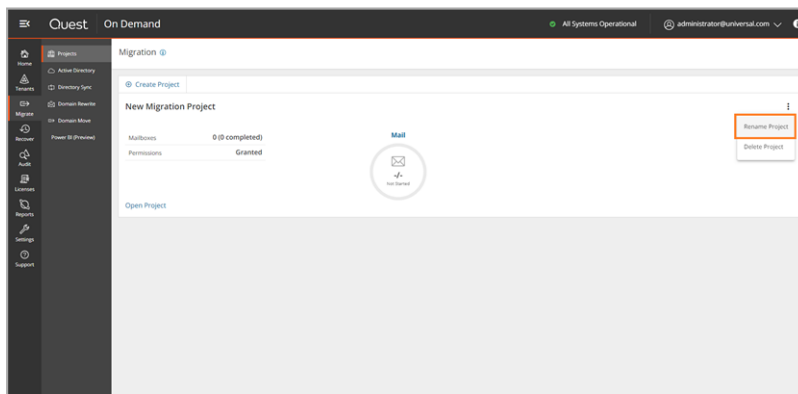 Quest On Demand
All Systems Operational
administrator@universal.com
Home
Tenants
Migrate
Recover
Audit
Licenses
Reports
Settings
Support
Projects
Active Directory
Directory Sync
Domain Rewrite
Domain Move
Power BI (Preview)
Migration
Create Project
New Migration Project
Rename Project
Delete Project
Mailboxes 0 (0 completed)
Permissions Granted
Mail
-/-
Not Started
Open Project